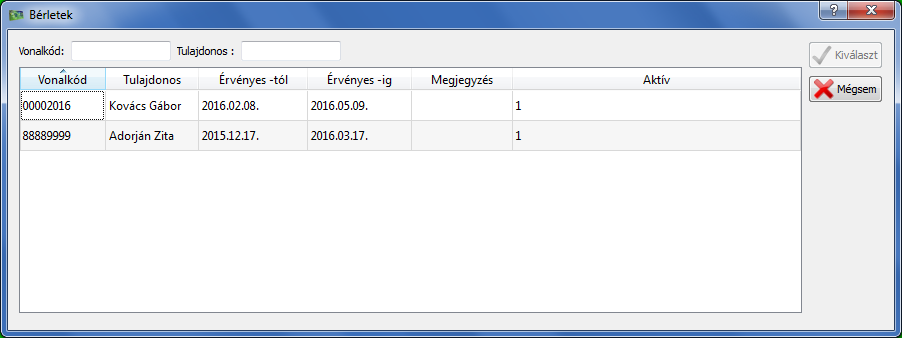 Bérletek
Vonalkód: Tulajdonos : Kiválaszt
Vonalkód Tulajdonos Érvényes -tól Érvényes -ig Megjegyzés Aktív
Mégsem
00002016 Kovács Gábor 2016.02.08. 2016.05.09. 1
88889999 Adorján Zita 2015.12.17. 2016.03.17. 1